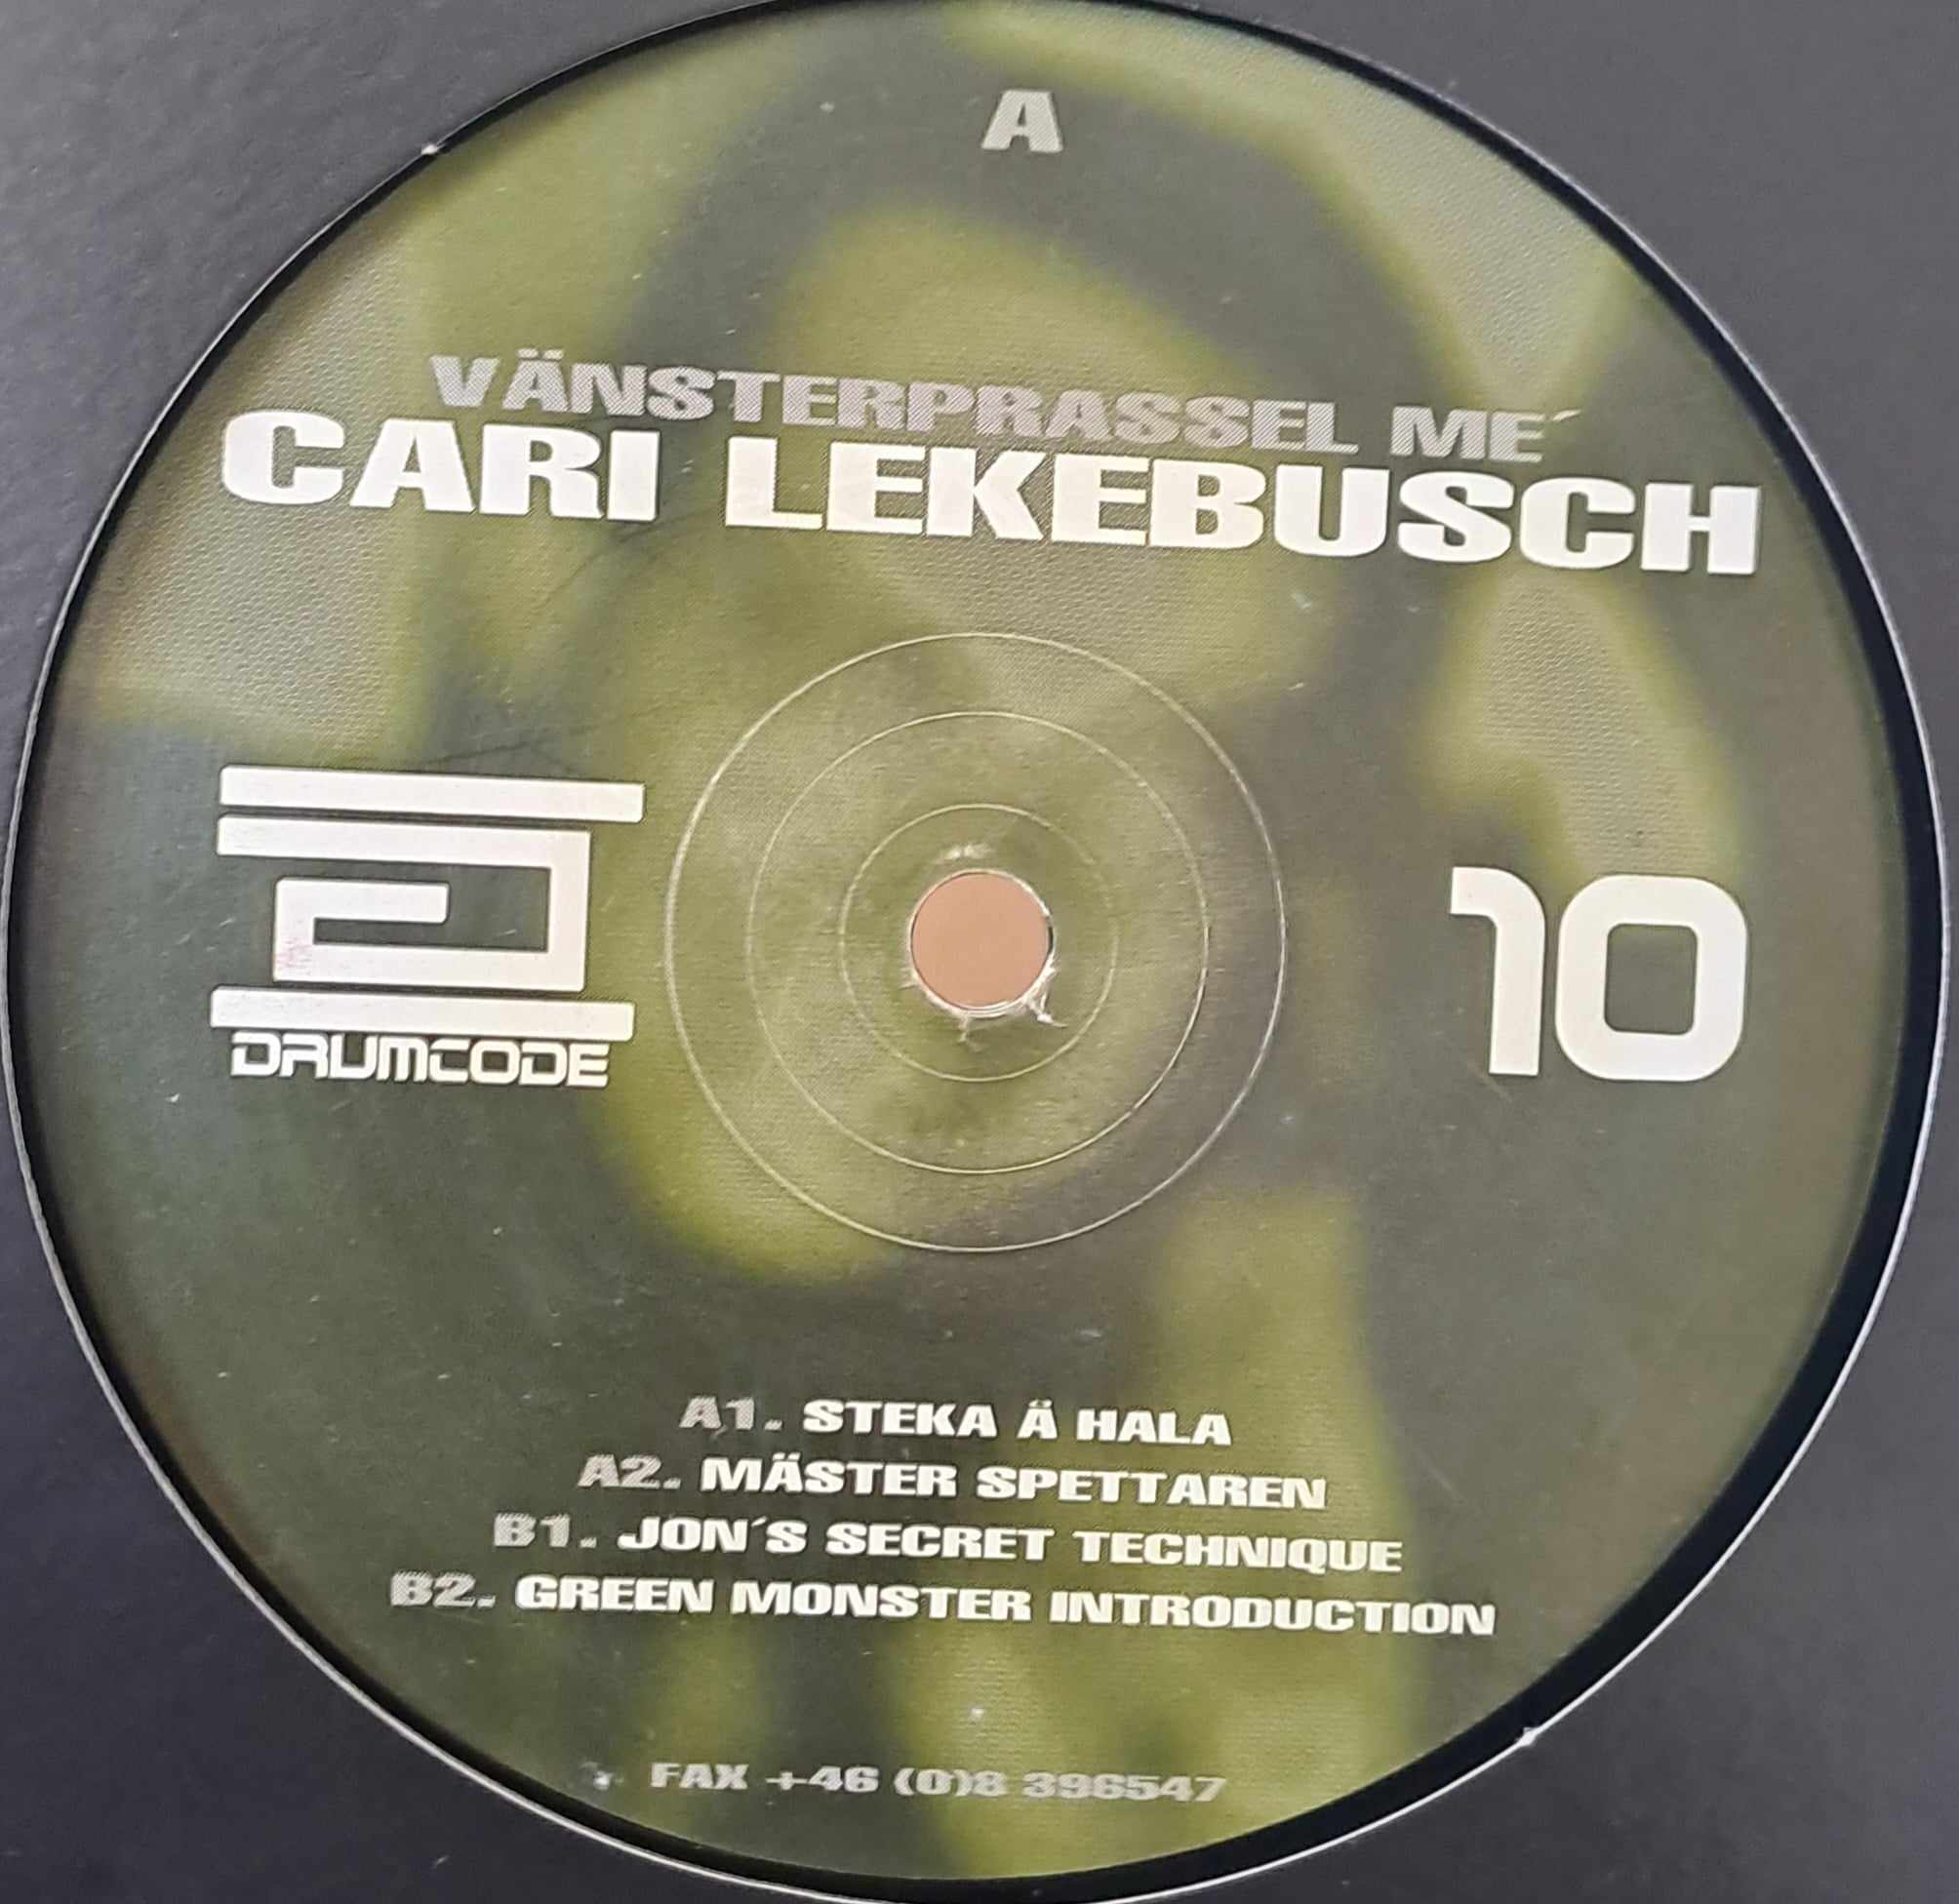 A
VÄNSTERPRASSEL ME´
CARI LEKEBUSCH
DRUMCODE
10
A1. STEKA Ä HALA
A2. MÄSTER SPETTAREN
B1. JON´S SECRET TECHNIQUE
B2. GREEN MONSTER INTRODUCTION
FAX +46 (0)8 396547